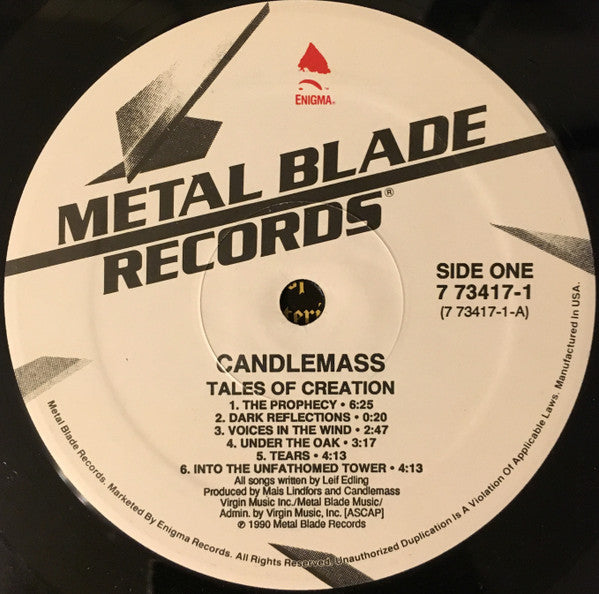 ENIGMA®
METAL BLADE
RECORDS®
SIDE ONE
7 73417-1
(7 73417-1-A)
CANDLEMASS
TALES OF CREATION
1. THE PROPHECY • 6:25
2. DARK REFLECTIONS • 0:20
3. VOICES IN THE WIND • 2:47
4. UNDER THE OAK • 3:17
5. TEARS • 4:13
6. INTO THE UNFATHOMED TOWER • 4:13
All songs written by Leif Edling
Produced by Mais Lindfors and Candlemass
Virgin Music Inc./Metal Blade Music/
Admin. by Virgin Music, Inc. [ASCAP]
℗ 1990 Metal Blade Records
Metal Blade Records. Marketed By Enigma Records. All Rights Reserved, Unauthorized Duplication Is A Violation Of Applicable Laws. Manufactured In USA.